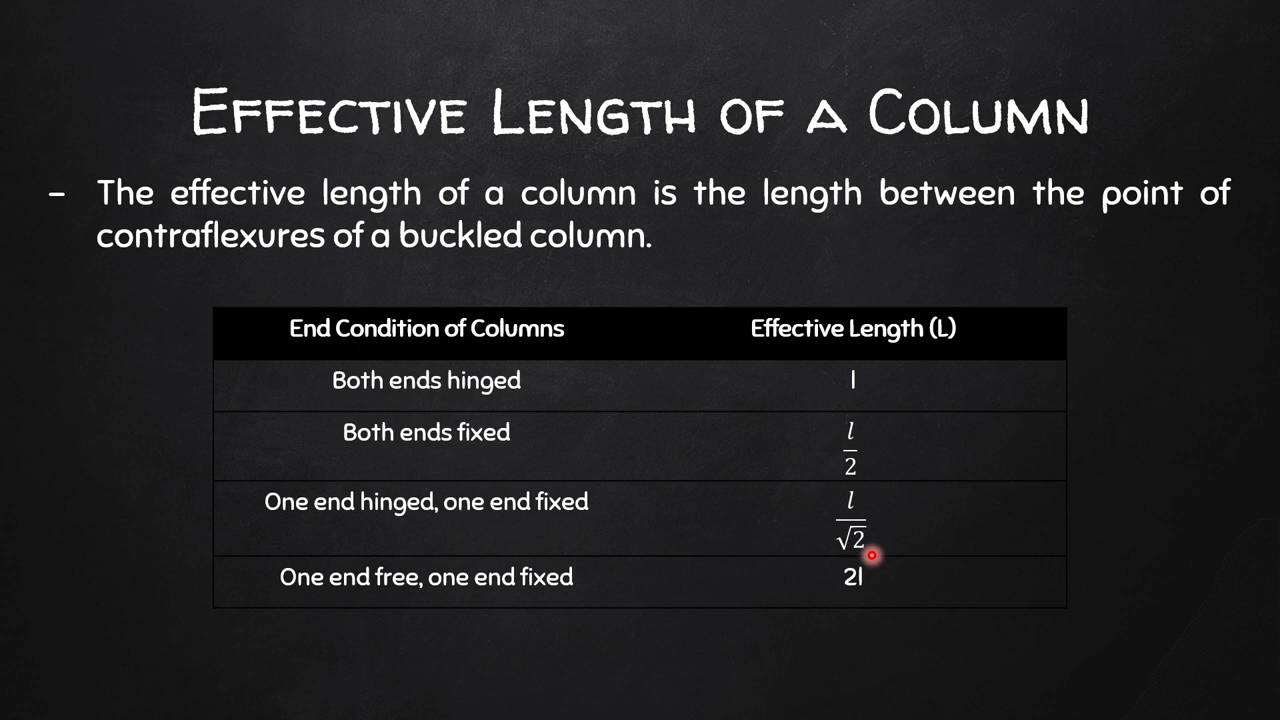 Effective Length of a Column
- The effective length of a column is the length between the point of
contraflexures of a buckled column.
End Condition of Columns Effective Length (L)
Both ends hinged l
Both ends fixed l/2
One end hinged, one end fixed l/√2
One end free, one end fixed 2l